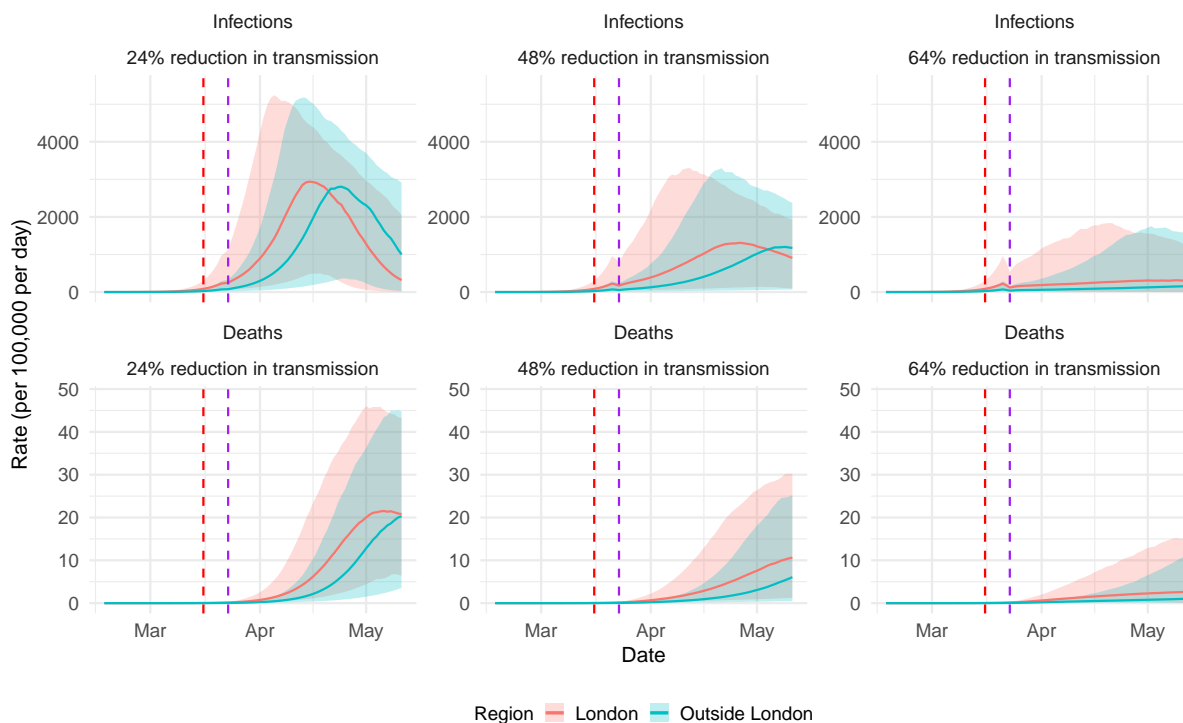 Infections
24% reduction in transmission
Infections
48% reduction in transmission
Infections
64% reduction in transmission
4000
2000
0
4000
2000
0
4000
2000
0
Rate (per 100,000 per day)
Deaths
24% reduction in transmission
Deaths
48% reduction in transmission
Deaths
64% reduction in transmission
50
40
30
20
10
0
50
40
30
20
10
0
50
40
30
20
10
0
Mar Apr May
Mar Apr May
Mar Apr May
Date
Region London Outside London